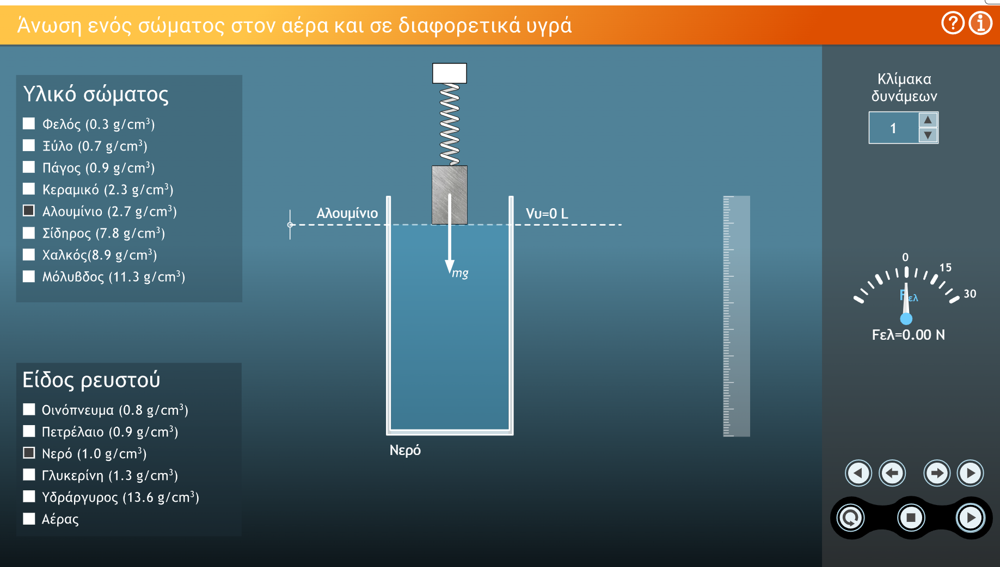 Άνωση ενός σώματος στον αέρα και σε διαφορετικά υγρά
Υλικό σώματος
Φελός (0.3 g/cm³)
Ξύλο (0.7 g/cm³)
Πάγος (0.9 g/cm³)
Κεραμικό (2.3 g/cm³)
Αλουμίνιο (2.7 g/cm³)
Σίδηρος (7.8 g/cm³)
Χαλκός(8.9 g/cm³)
Μόλυβδος (11.3 g/cm³)
Είδος ρευστού
Οινόπνευμα (0.8 g/cm³)
Πετρέλαιο (0.9 g/cm³)
Νερό (1.0 g/cm³)
Γλυκερίνη (1.3 g/cm³)
Υδράργυρος (13.6 g/cm³)
Αέρας
Αλουμίνιο
Vυ=0 L
mg
Νερό
Κλίμακα
δυνάμεων
1
0
15
30
Fελ
Fελ=0.00 N